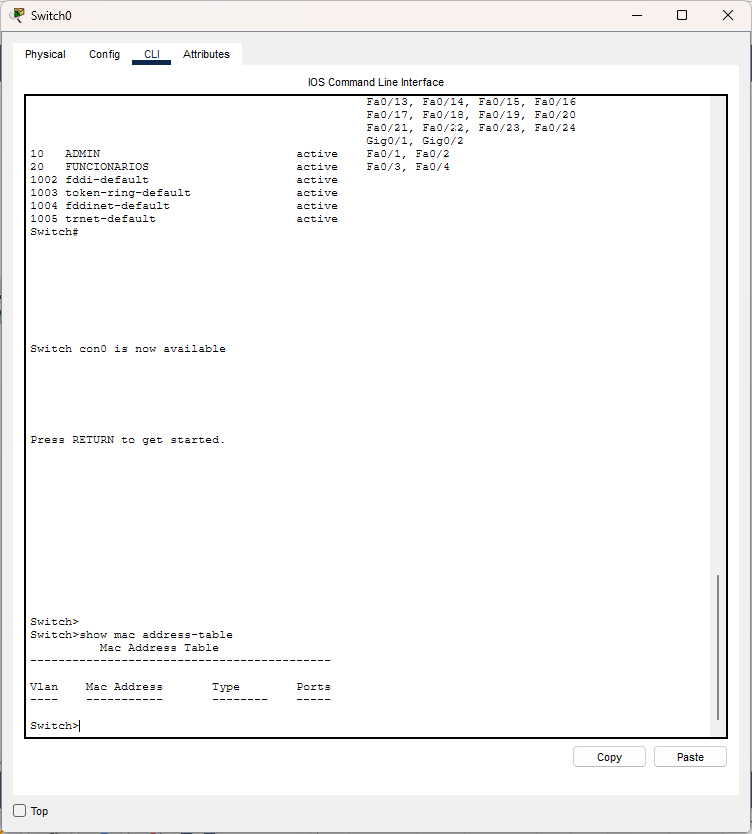 Switch0
Physical Config CLI Attributes
IOS Command Line Interface
Fa0/13, Fa0/14, Fa0/15, Fa0/16
Fa0/17, Fa0/18, Fa0/19, Fa0/20
Fa0/21, Fa0/22, Fa0/23, Fa0/24
Gig0/1, Gig0/2
10   ADMIN                            active    Fa0/1, Fa0/2
20   FUNCIONARIOS                     active    Fa0/3, Fa0/4
1002 fddi-default                     active
1003 token-ring-default               active
1004 fddinet-default                  active
1005 trnet-default                    active
Switch#
Switch con0 is now available
Press RETURN to get started.
Switch>
Switch>show mac address-table
Mac Address Table
-------------------------------------------
Vlan    Mac Address       Type        Ports
----    -----------       --------    -----
Switch>
Copy Paste
Top